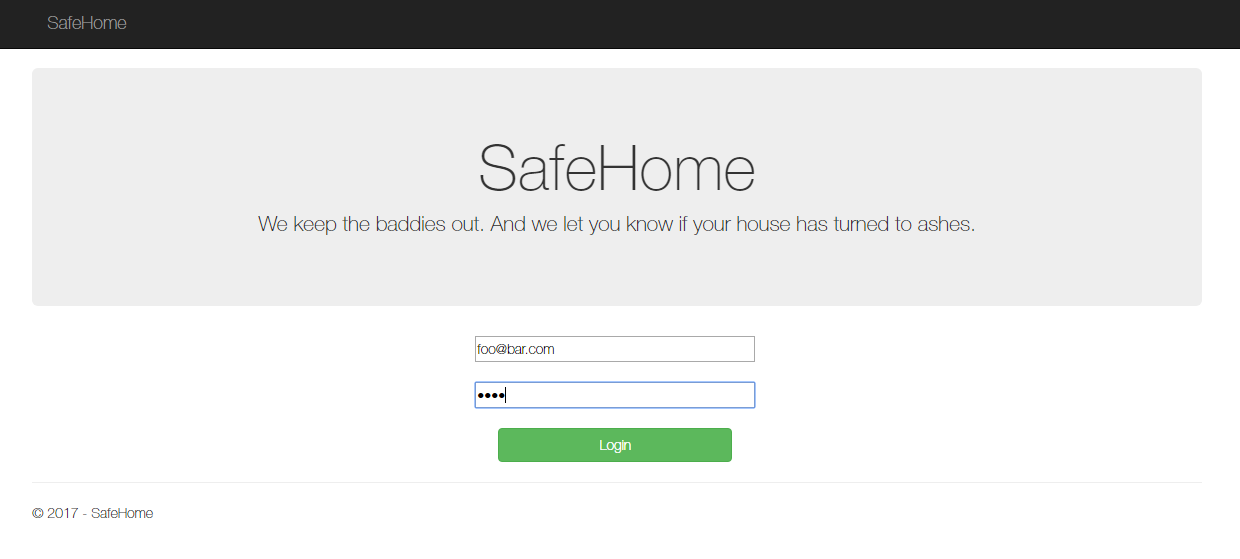 SafeHome
SafeHome
We keep the baddies out. And we let you know if your house has turned to ashes.
foo@bar.com
••••
Login
© 2017 - SafeHome